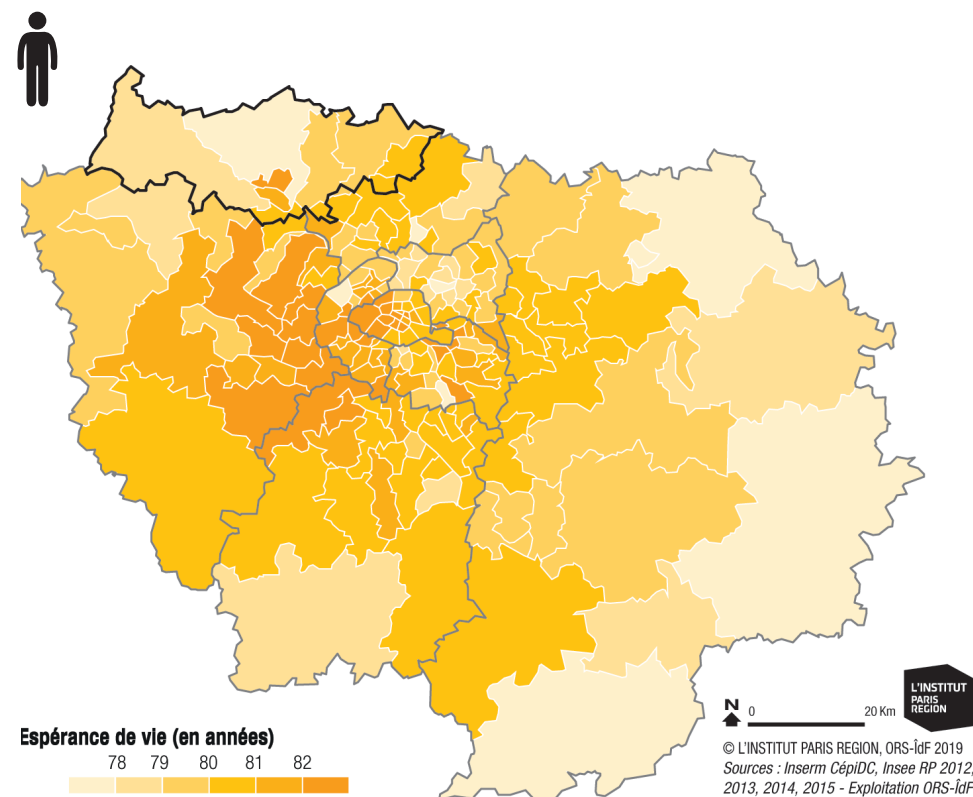 Espérance de vie (en années)
78 79 80 81 82
N 0 20 Km
L'INSTITUT
PARIS
REGION
© L'INSTITUT PARIS REGION, ORS-ÎdF 2019
Sources : Inserm CépiDC, Insee RP 2012,
2013, 2014, 2015 - Exploitation ORS-ÎdF